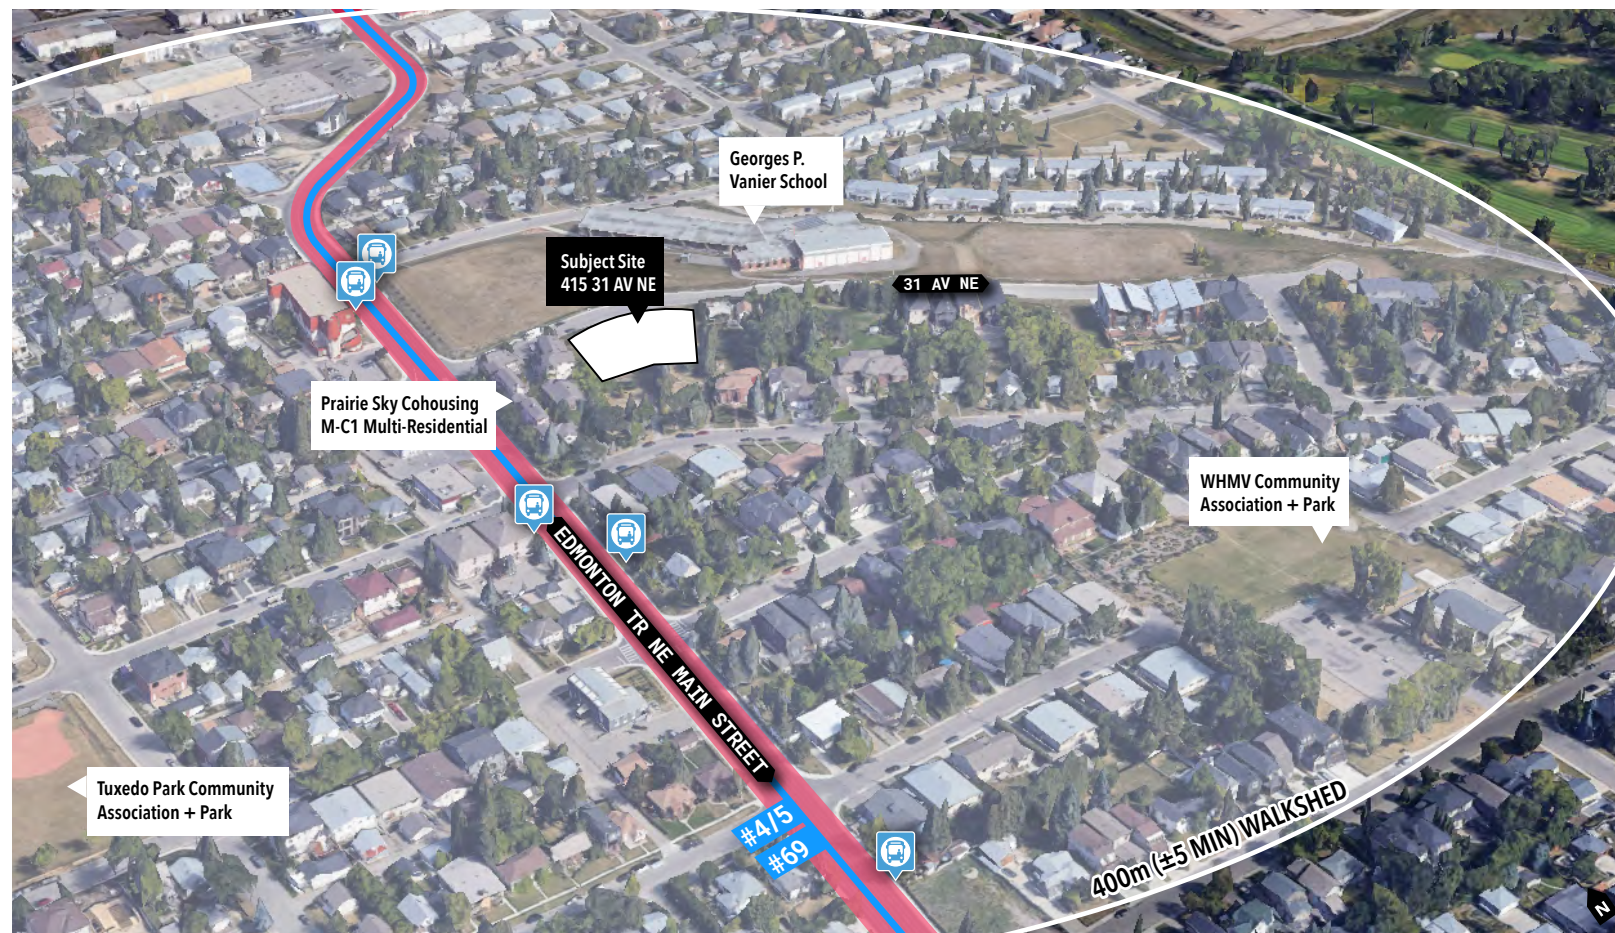 Georges P.
Vanier School
Subject Site
415 31 AV NE
31 AV NE
Prairie Sky Cohousing
M-C1 Multi-Residential
WHMV Community
Association + Park
EDMONTON TR NE MAIN STREET
Tuxedo Park Community
Association + Park
#4/5
#69
400m (±5 MIN) WALKSHED
N